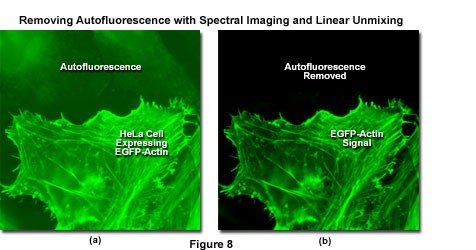 Removing Autofluorescence with Spectral Imaging and Linear Unmixing
Autofluorescence
HeLa Cell
Expressing
EGFP-Actin
Autofluorescence
Removed
EGFP-Actin
Signal
(a)
(b)
Figure 8